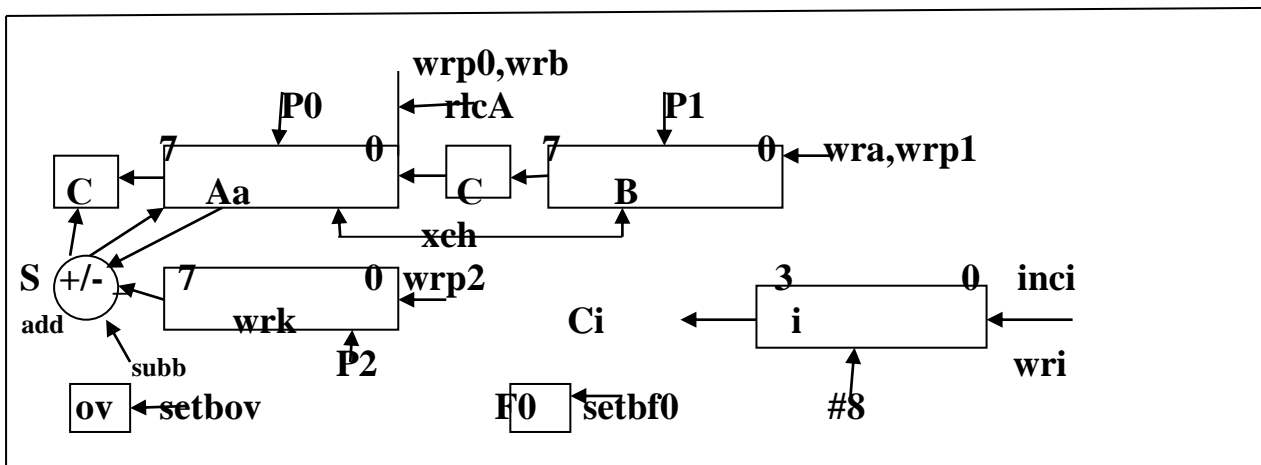 wrp0,wrb
P0 rlcA P1
7 0 7 0 wra,wrp1
C Aa C B
xch
S +/- 7 0 wrp2 3 0 inci
add wrk Ci i
subb P2 wri
ov setbov F0 setbf0 #8